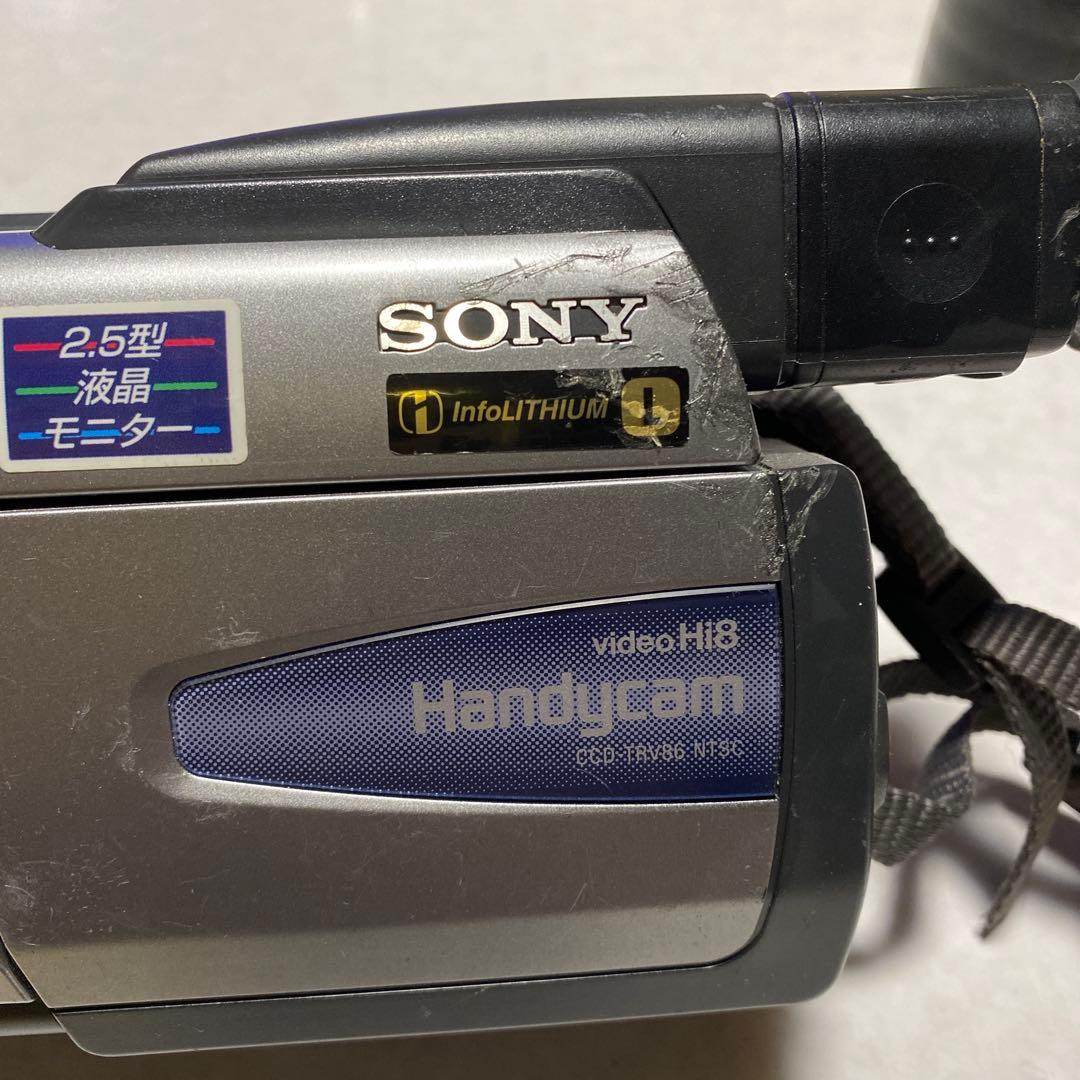 2.5型
液晶
モニター
SONY
InfoLITHIUM
video Hi8
Handycam
CCD-TRV86 NTSC